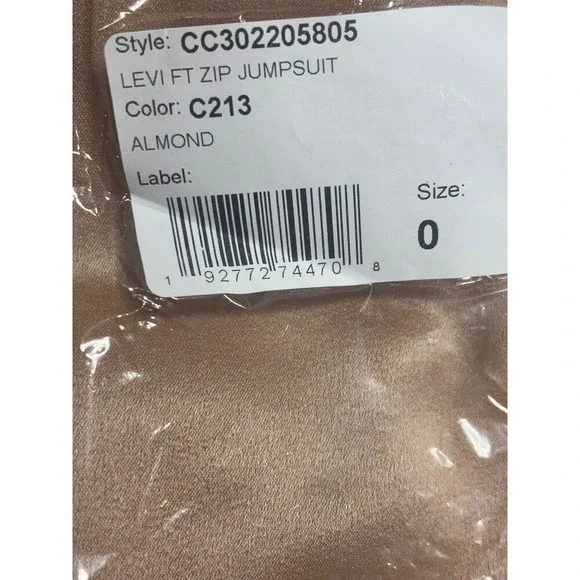 Style: CC302205805
LEVI FT ZIP JUMPSUIT
Color: C213
ALMOND
Label:
Size:
0
1 92772 74470 8